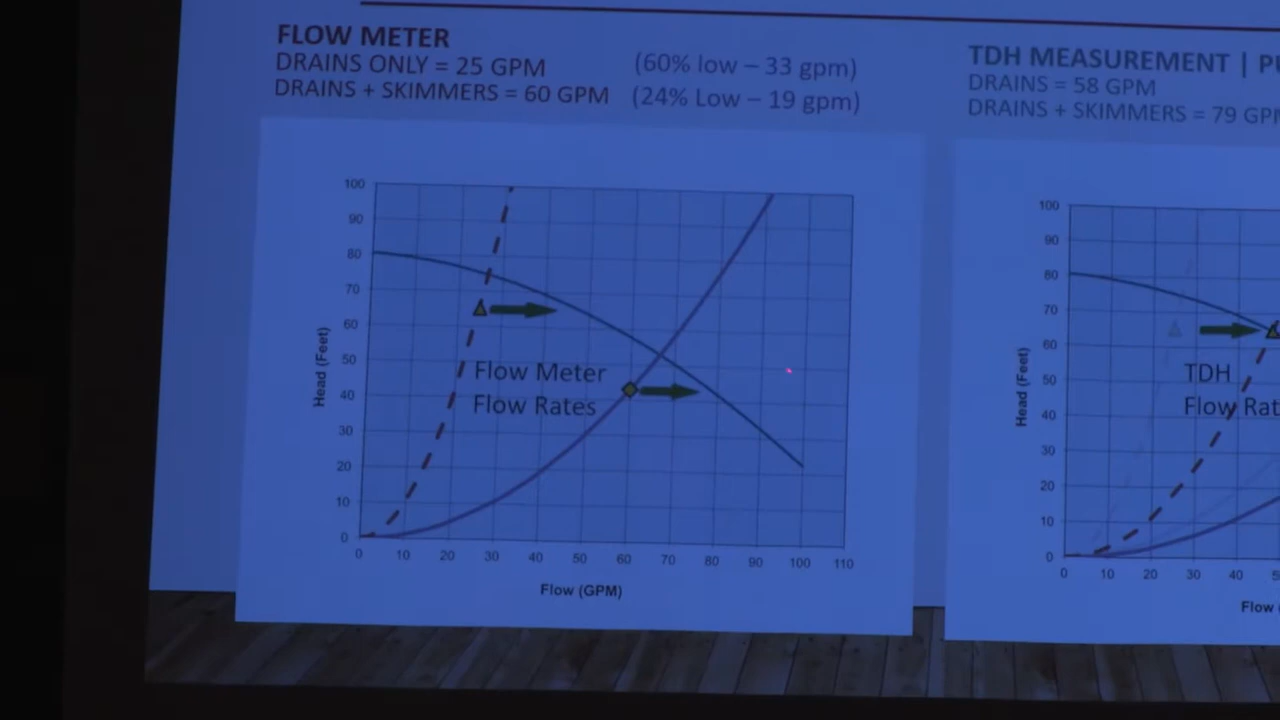 FLOW METER
DRAINS ONLY = 25 GPM (60% low – 33 gpm)
DRAINS + SKIMMERS = 60 GPM (24% Low – 19 gpm)
100
90
80
70
60
50
40
30
20
10
0
Head (Feet)
Flow Meter
Flow Rates
0 10 20 30 40 50 60 70 80 90 100 110
Flow (GPM)
TDH MEASUREMENT |
DRAINS = 58 GPM
DRAINS + SKIMMERS = 79
100
90
80
70
60
50
40
30
20
10
0
Head (Feet)
TDH
Flow
0 10 20 30 40
Flow